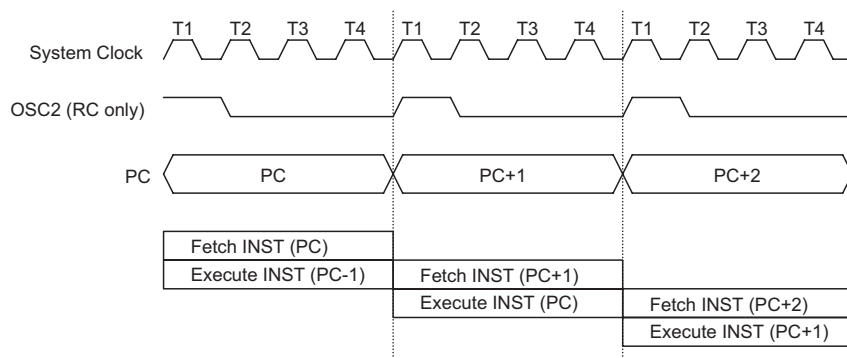 T1 T2 T3 T4 T1 T2 T3 T4 T1 T2 T3 T4
System Clock
OSC2 (RC only)
PC PC PC+1 PC+2
Fetch INST (PC)
Execute INST (PC-1) Fetch INST (PC+1)
Execute INST (PC) Fetch INST (PC+2)
Execute INST (PC+1)